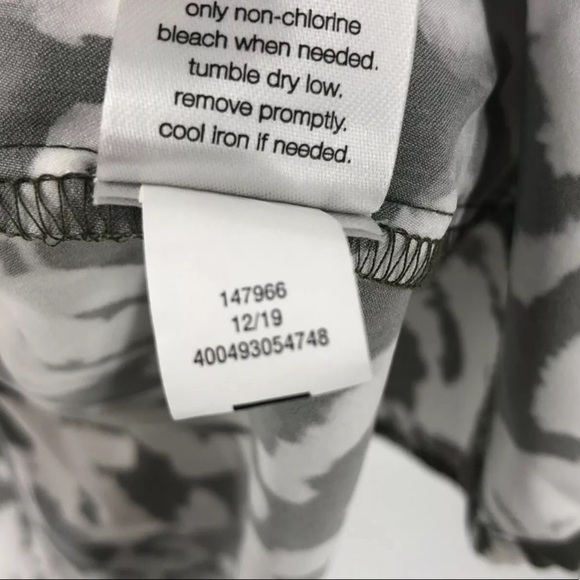 only non-chlorine
bleach when needed.
tumble dry low.
remove promptly.
cool iron if needed.
147966
12/19
400493054748